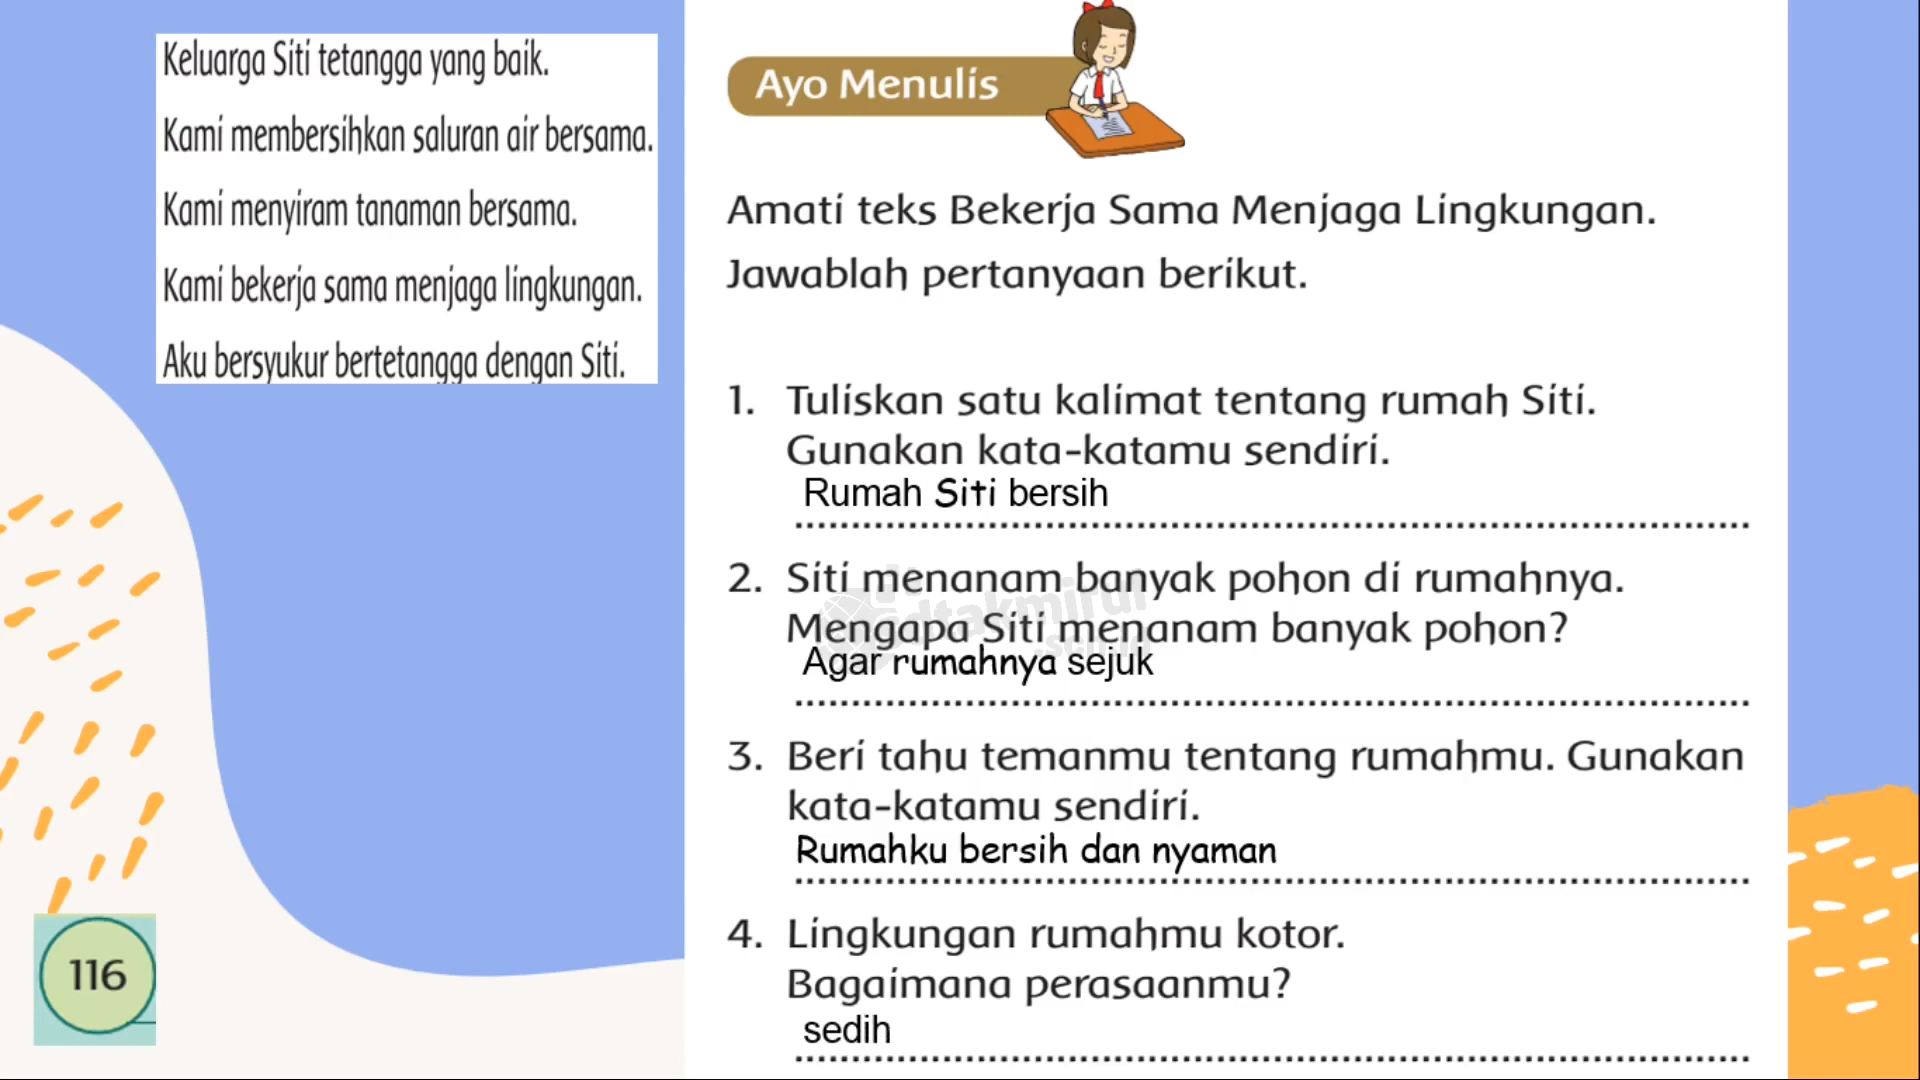 Keluarga Siti tetangga yang baik.
Kami membersihkan saluran air bersama.
Kami menyiram tanaman bersama.
Kami bekerja sama menjaga lingkungan.
Aku bersyukur bertetangga dengan Siti.
116
Ayo Menulis
Amati teks Bekerja Sama Menjaga Lingkungan.
Jawablah pertanyaan berikut.
1. Tuliskan satu kalimat tentang rumah Siti.
Gunakan kata-katamu sendiri.
Rumah Siti bersih
2. Siti menanam banyak pohon di rumahnya.
Mengapa Siti menanam banyak pohon?
Agar rumahnya sejuk
3. Beri tahu temanmu tentang rumahmu. Gunakan
kata-katamu sendiri.
Rumahku bersih dan nyaman
4. Lingkungan rumahmu kotor.
Bagaimana perasaanmu?
sedih